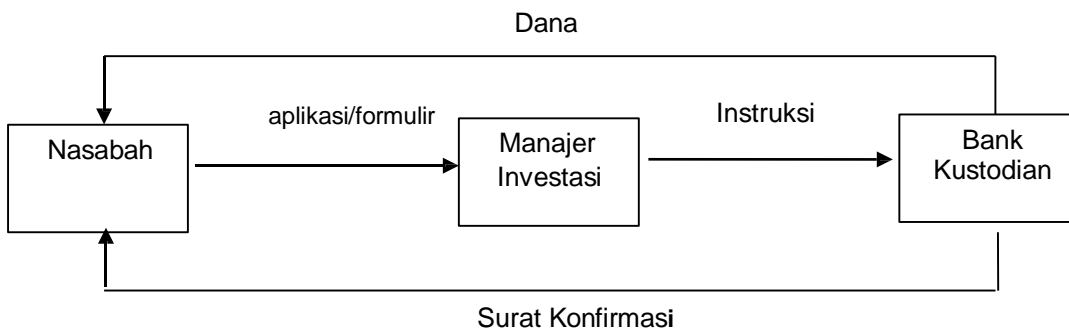 Dana
aplikasi/formulir
Instruksi
Nasabah
Manajer
Investasi
Bank
Kustodian
Surat Konfirmasi